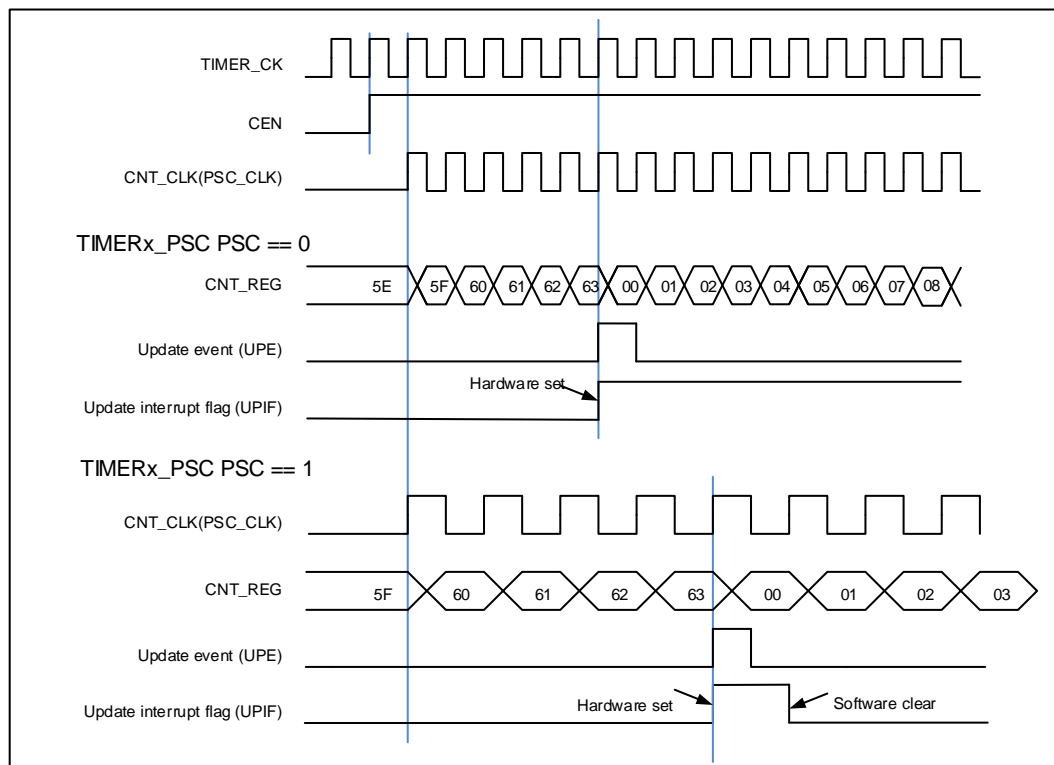 TIMER_CK
CEN
CNT_CLK(PSC_CLK)
TIMERx_PSC PSC == 0
CNT_REG 5E 5F 60 61 62 63 00 01 02 03 04 05 06 07 08
Update event (UPE)
Hardware set
Update interrupt flag (UPIF)
TIMERx_PSC PSC == 1
CNT_CLK(PSC_CLK)
CNT_REG 5F 60 61 62 63 00 01 02 03
Update event (UPE)
Update interrupt flag (UPIF) Hardware set Software clear